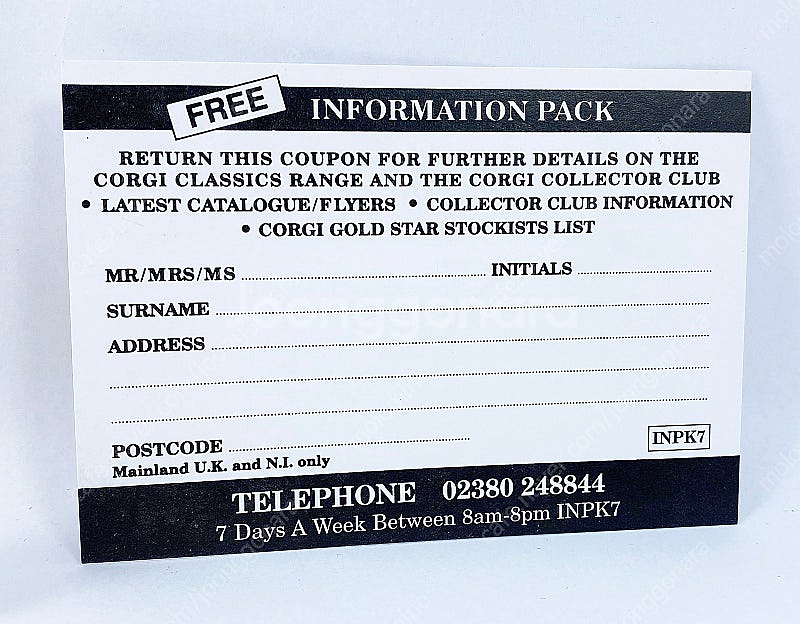 FREE INFORMATION PACK
RETURN THIS COUPON FOR FURTHER DETAILS ON THE
CORGI CLASSICS RANGE AND THE CORGI COLLECTOR CLUB
• LATEST CATALOGUE/FLYERS • COLLECTOR CLUB INFORMATION
• CORGI GOLD STAR STOCKISTS LIST
MR/MRS/MS INITIALS
SURNAME
joonggonara
ADDRESS
POSTCODE
INPK7
Mainland U.K. and N.I. only
TELEPHONE 02380 248844
7 Days A Week Between 8am-8pm INPK7